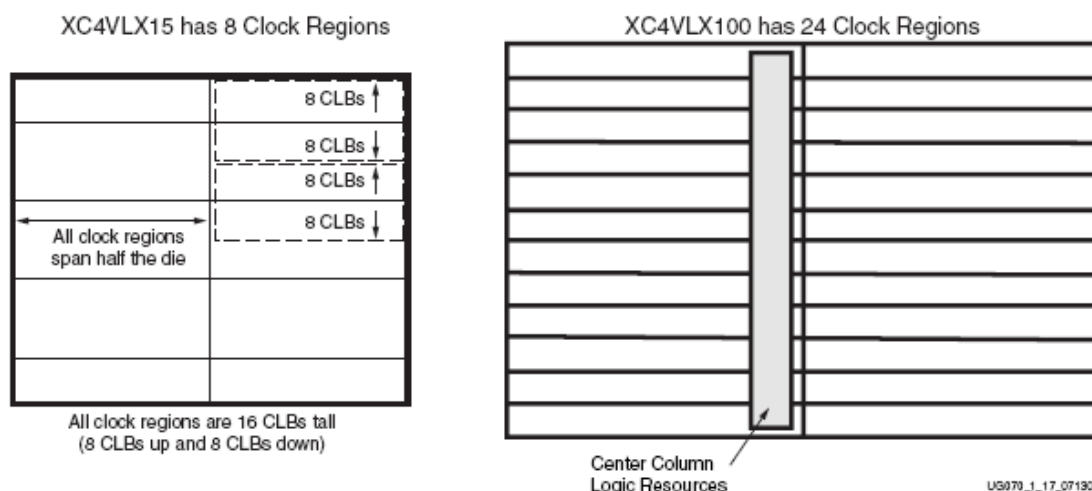 XC4VLX15 has 8 Clock Regions
8 CLBs
8 CLBs
8 CLBs
8 CLBs
All clock regions
span half the die
All clock regions are 16 CLBs tall
(8 CLBs up and 8 CLBs down)
XC4VLX100 has 24 Clock Regions
Center Column
Logic Resources